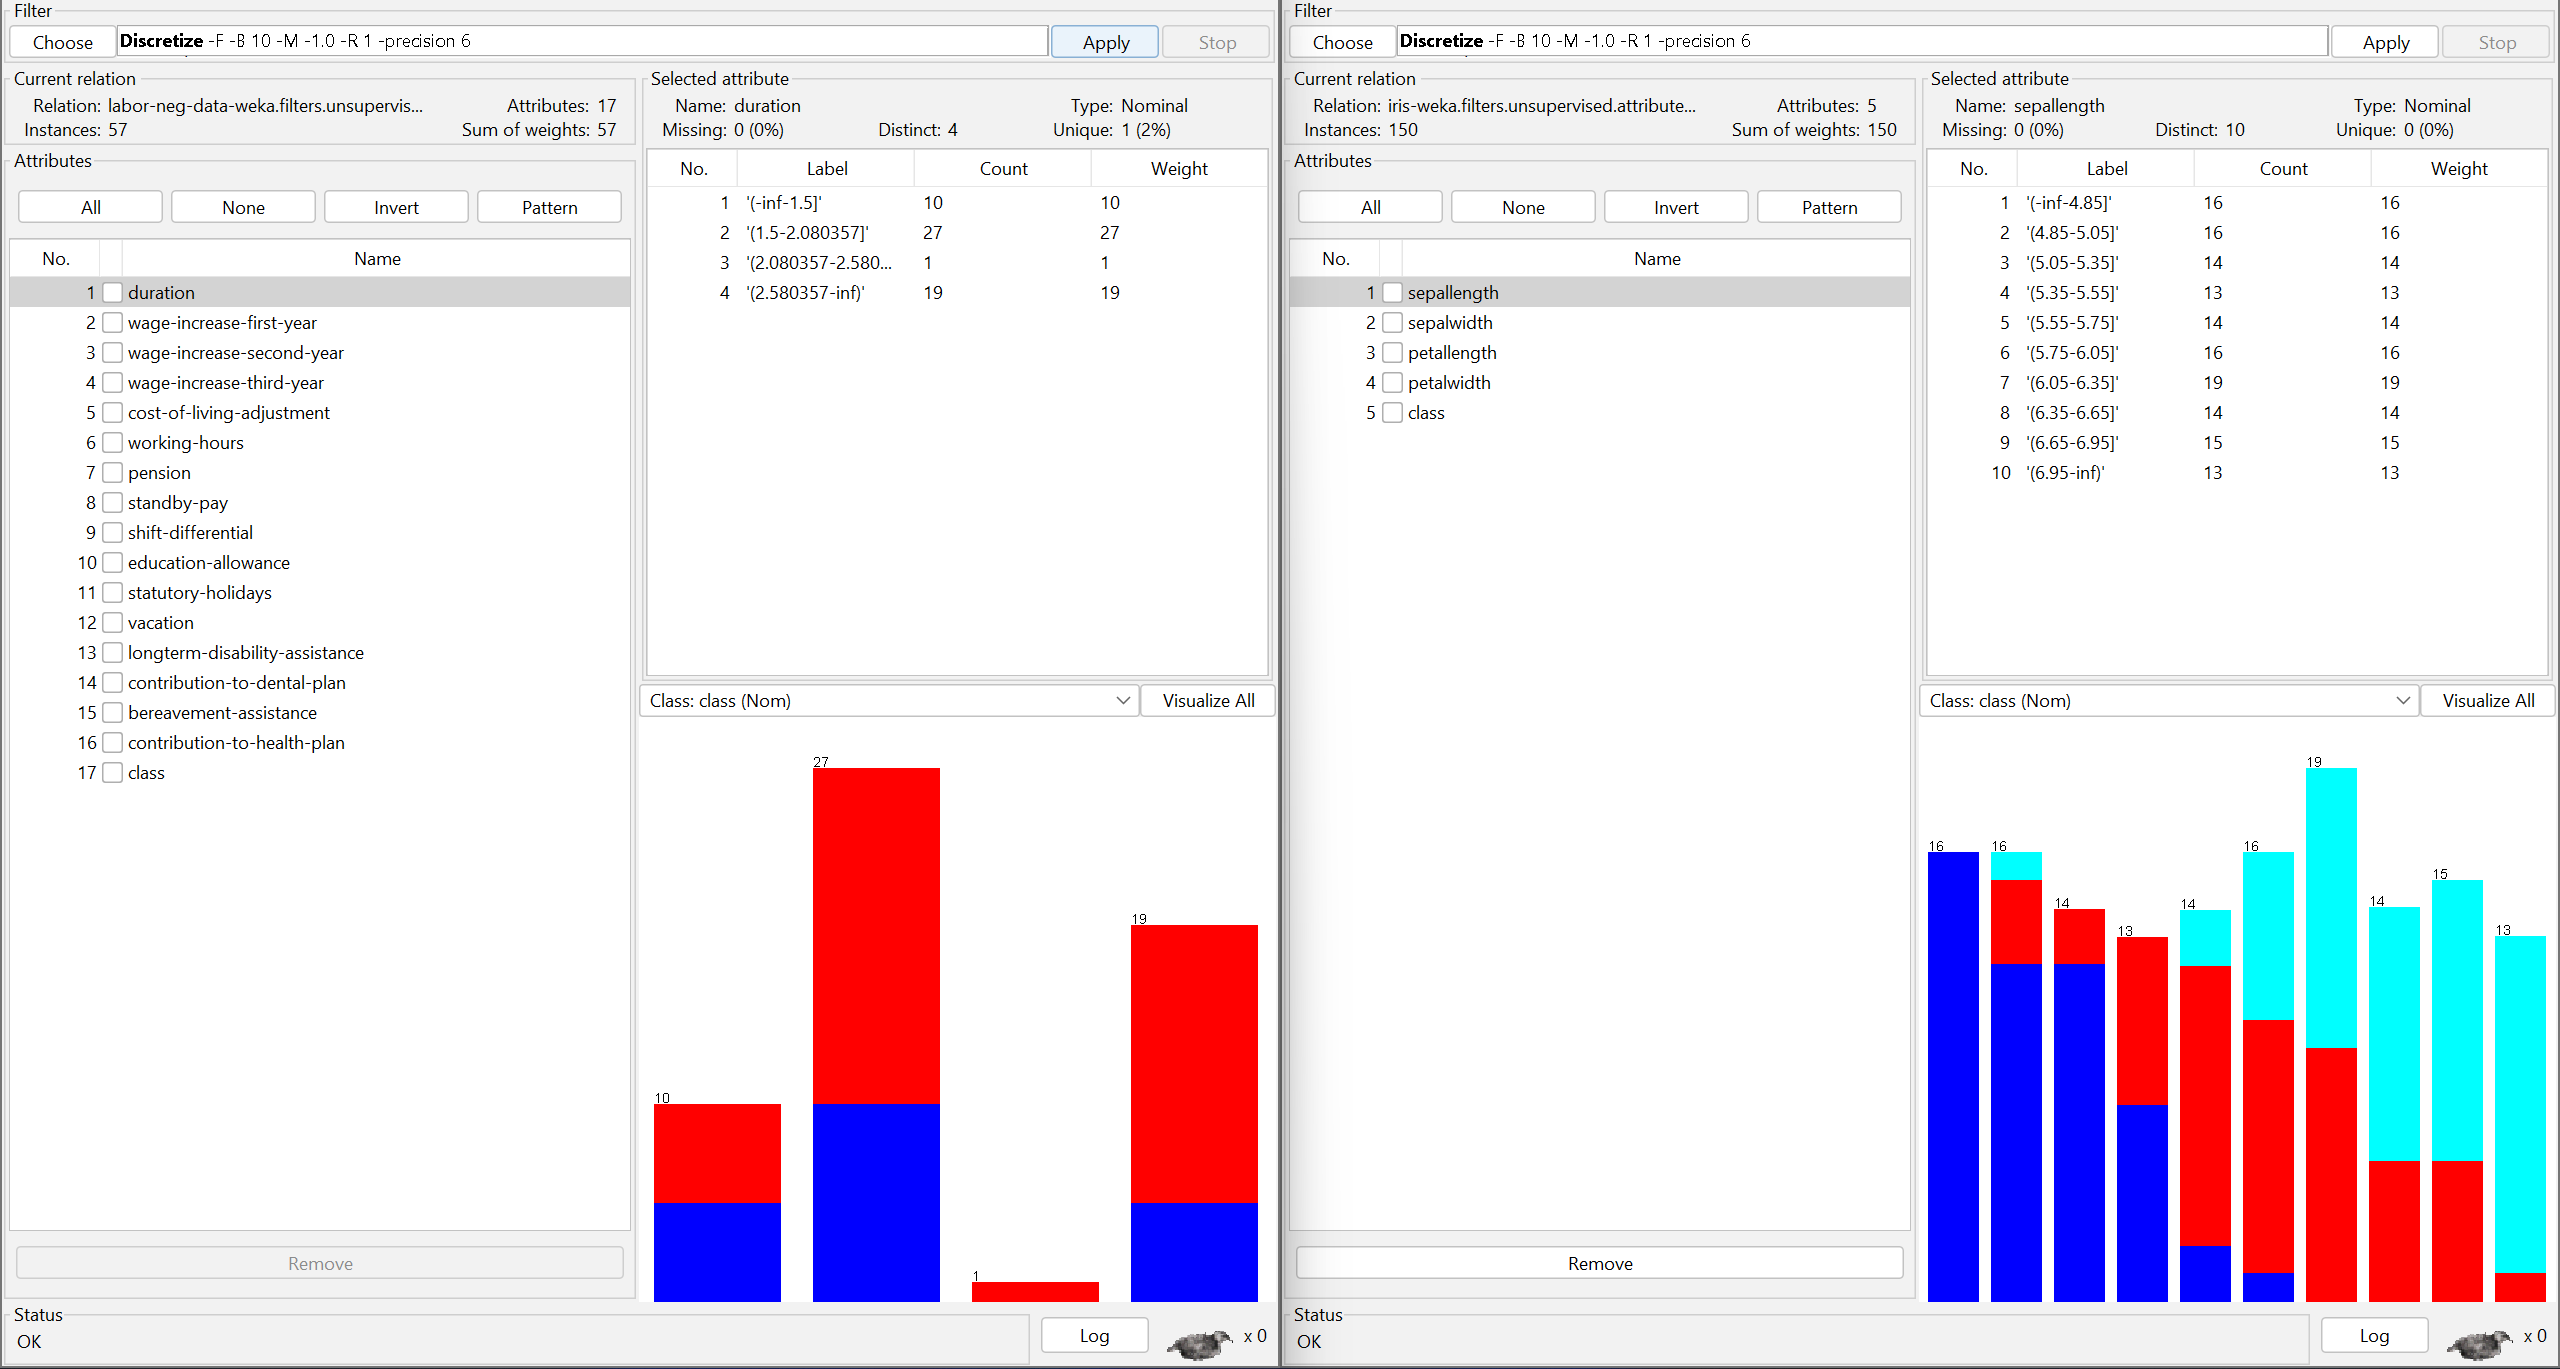 Filter
Choose Discretize -F -B 10 -M -1.0 -R 1 -precision 6 Apply Stop
Current relation
Relation: labor-neg-data-weka.filters.unsupervis... Attributes: 17
Instances: 57 Sum of weights: 57
Attributes
All None Invert Pattern
No. Name
1 duration
2 wage-increase-first-year
3 wage-increase-second-year
4 wage-increase-third-year
5 cost-of-living-adjustment
6 working-hours
7 pension
8 standby-pay
9 shift-differential
10 education-allowance
11 statutory-holidays
12 vacation
13 longterm-disability-assistance
14 contribution-to-dental-plan
15 bereavement-assistance
16 contribution-to-health-plan
17 class
Remove
Selected attribute
Name: duration Type: Nominal
Missing: 0 (0%) Distinct: 4 Unique: 1 (2%)
No. Label Count Weight
1 '(-inf-1.5]' 10 10
2 '(1.5-2.080357]' 27 27
3 '(2.080357-2.580... 1 1
4 '(2.580357-inf)' 19 19
Class: class (Nom) Visualize All
10
27
1
19
Status
OK
Log x 0
Filter
Choose Discretize -F -B 10 -M -1.0 -R 1 -precision 6 Apply Stop
Current relation
Relation: iris-weka.filters.unsupervised.attribute... Attributes: 5
Instances: 150 Sum of weights: 150
Attributes
All None Invert Pattern
No. Name
1 sepallength
2 sepalwidth
3 petallength
4 petalwidth
5 class
Remove
Selected attribute
Name: sepallength Type: Nominal
Missing: 0 (0%) Distinct: 10 Unique: 0 (0%)
No. Label Count Weight
1 '(-inf-4.85]' 16 16
2 '(4.85-5.05]' 16 16
3 '(5.05-5.35]' 14 14
4 '(5.35-5.55]' 13 13
5 '(5.55-5.75]' 14 14
6 '(5.75-6.05]' 16 16
7 '(6.05-6.35]' 19 19
8 '(6.35-6.65]' 14 14
9 '(6.65-6.95]' 15 15
10 '(6.95-inf)' 13 13
Class: class (Nom) Visualize All
16
16
14
13
14
16
19
14
15
13
Status
OK
Log x 0